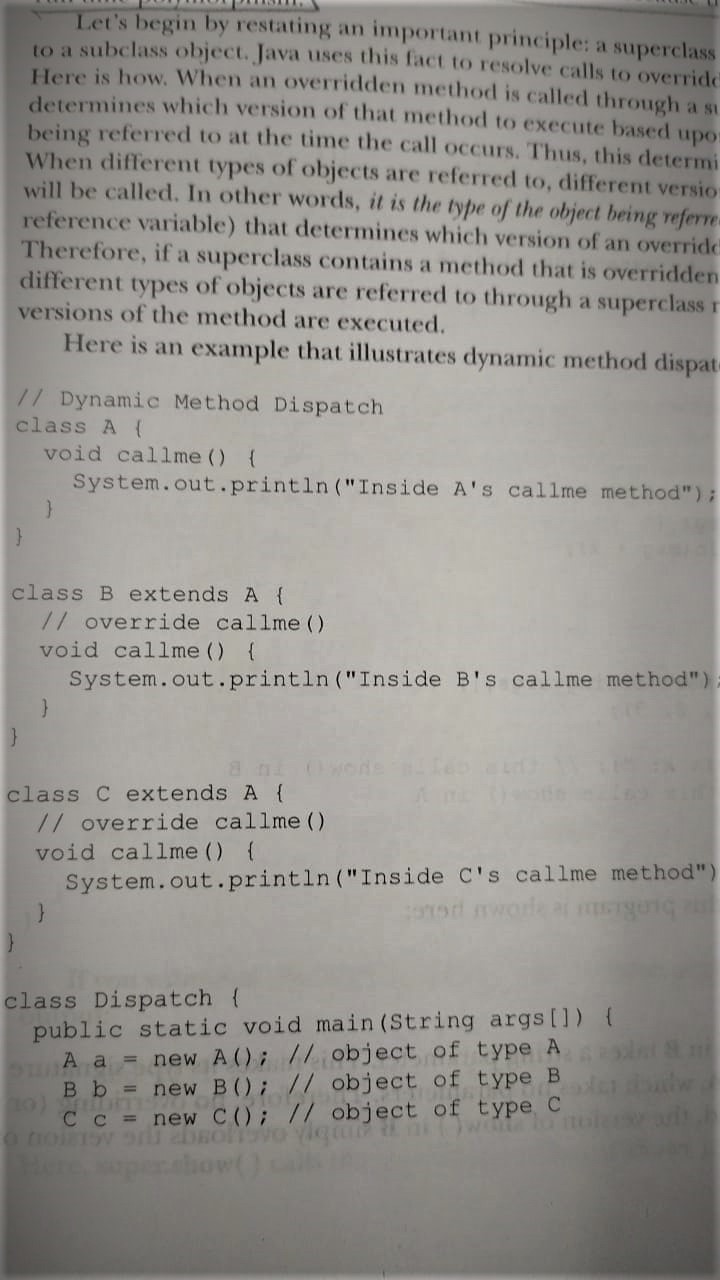 Let's begin by restating an important principle: a superclass
to a subclass object. Java uses this fact to resolve calls to
Here is how. When an overridden method is called through a
determines which version of that method to execute based
being referred to at the time the call occurs. Thus, this
When different types of objects are referred to, different
will be called. In other words, it is the type of the object being
reference variable) that determines which version of an
Therefore, if a superclass contains a method that is overridden
different types of objects are referred to through a superclass
versions of the method are executed.
Here is an example that illustrates dynamic method
// Dynamic Method Dispatch
class A {
void callme() {
System.out.println("Inside A's callme method");
}
}
class B extends A {
// override callme()
void callme() {
System.out.println("Inside B's callme method");
}
}
class C extends A {
// override callme()
void callme() {
System.out.println("Inside C's callme method")
}
}
class Dispatch {
public static void main(String args[]) {
A a = new A(); // object of type A
B b = new B(); // object of type B
C c = new C(); // object of type C